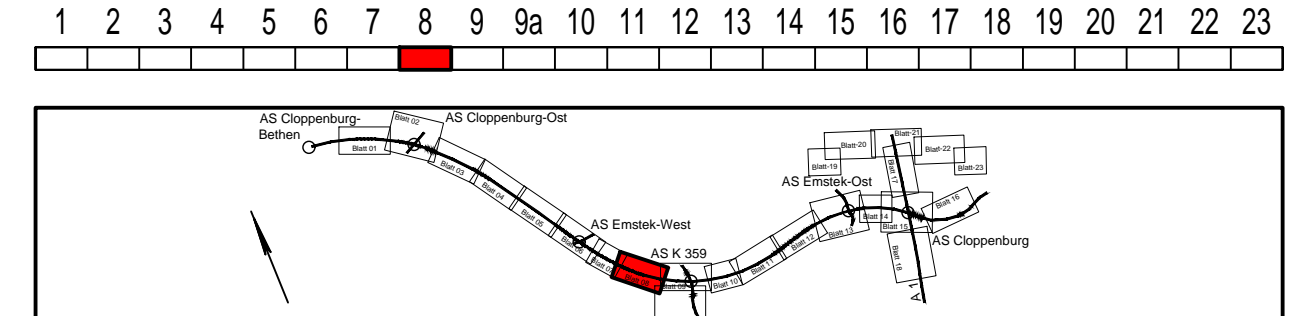 1 2 3 4 5 6 7 8 9 9a 10 11 12 13 14 15 16 17 18 19 20 21 22 23
AS Cloppenburg-
Bethen
Blatt 01
Blatt 02
AS Cloppenburg-Ost
Blatt 03
Blatt 04
Blatt 05
Blatt 06
AS Emstek-West
Blatt 08
AS K 359
Blatt 09
Blatt 10
Blatt 11
Blatt 12
AS Emstek-Ost
Blatt 13
Blatt 14
Blatt 15
Blatt 16
Blatt 17
Blatt 18
Blatt-19
Blatt-20
Blatt-21
Blatt-22
Blatt-23
AS Cloppenburg
A 1